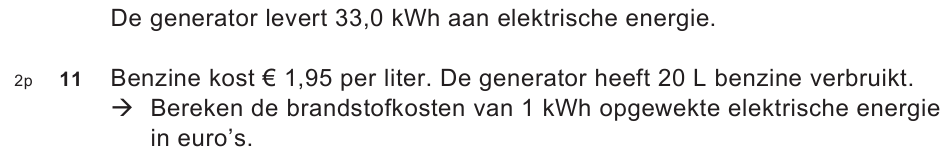 De generator levert 33,0 kWh aan elektrische energie.
2p 11 Benzine kost € 1,95 per liter. De generator heeft 20 L benzine verbruikt.
→ Bereken de brandstofkosten van 1 kWh opgewekte elektrische energie
in euro's.